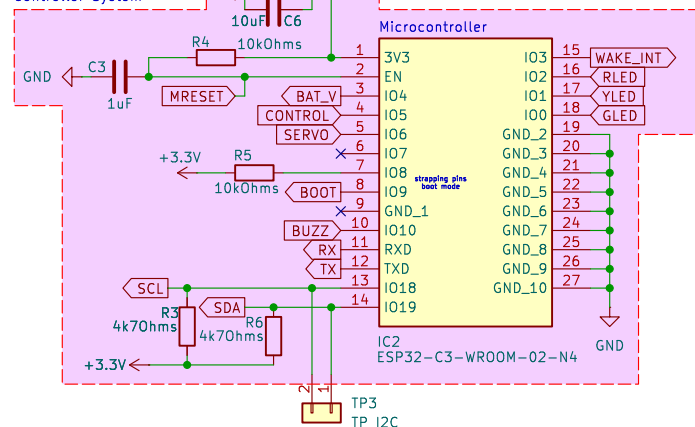 10uF C6
Microcontroller
R4 10kOhms
C3
GND
1uF
MRESET
BAT_V
CONTROL
SERVO
+3.3V
R5
10kOhms
BOOT
BUZZ
RX
TX
SCL
SDA
R3
4k7Ohms
R6
4k7Ohms
+3.3V
1 3V3
2 EN
3 IO4
4 IO5
5 IO6
6 IO7
7 IO8
8 IO9
9 GND_1
10 IO10
11 RXD
12 TXD
13 IO18
14 IO19
strapping pins
boot mode
IO3 15 WAKE_INT
IO2 16 RLED
IO1 17 YLED
IO0 18 GLED
GND_2 19
GND_3 20
GND_4 21
GND_5 22
GND_6 23
GND_7 24
GND_8 25
GND_9 26
GND_10 27
GND
IC2
ESP32-C3-WROOM-02-N4
2 1
TP3
TP_I2C